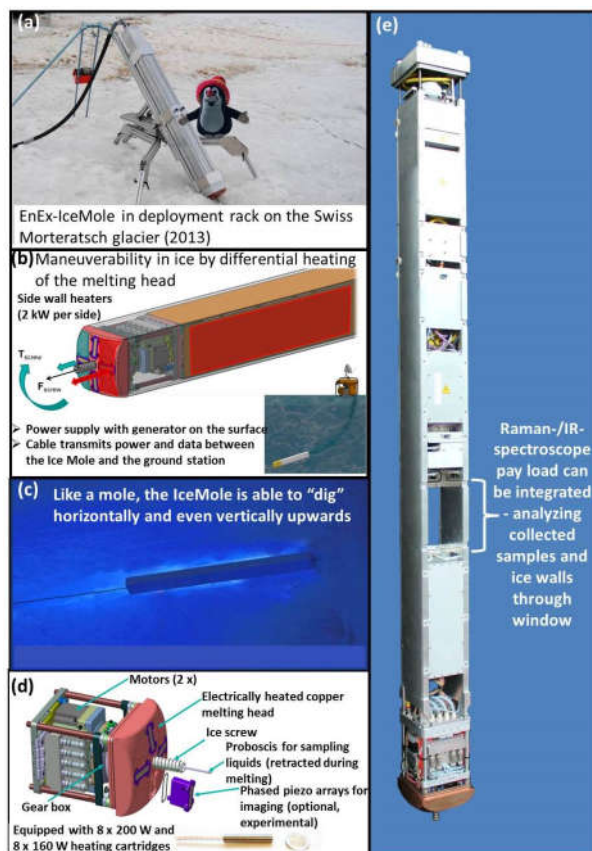 (a)
EnEx-IceMole in deployment rack on the Swiss
Morteratsch glacier (2013)
(b) Maneuverability in ice by differential heating
of the melting head
Side wall heaters
(2 kW per side)
T screw
F screw
➢ Power supply with generator on the surface
➢ Cable transmits power and data between
the Ice Mole and the ground station
(c) Like a mole, the IceMole is able to “dig”
horizontally and even vertically upwards
(d)
Motors (2 x)
Electrically heated copper
melting head
Ice screw
Proboscis for sampling
liquids (retracted during
melting)
Phased piezo arrays for
imaging (optional,
experimental)
Gear box
Equipped with 8 x 200 W and
8 x 160 W heating cartridges
(e)
Raman-/IR-
spectroscope
pay load can
be integrated
- analyzing
collected
samples and
ice walls
through
window